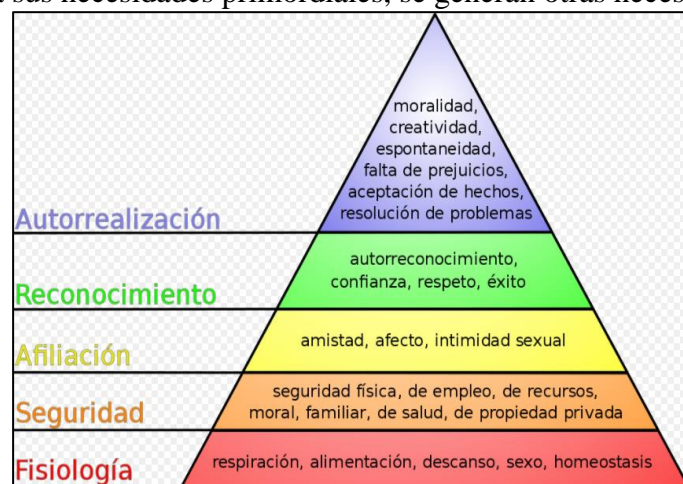 sus necesidades primordiales, se generan otras neces
moralidad,
creatividad,
espontaneidad,
falta de prejuicios,
aceptación de hechos,
resolución de problemas
Autorrealización
autorreconocimiento,
confianza, respeto, éxito
Reconocimiento
amistad, afecto, intimidad sexual
Afiliación
seguridad física, de empleo, de recursos,
moral, familiar, de salud, de propiedad privada
Seguridad
respiración, alimentación, descanso, sexo, homeostasis
Fisiología